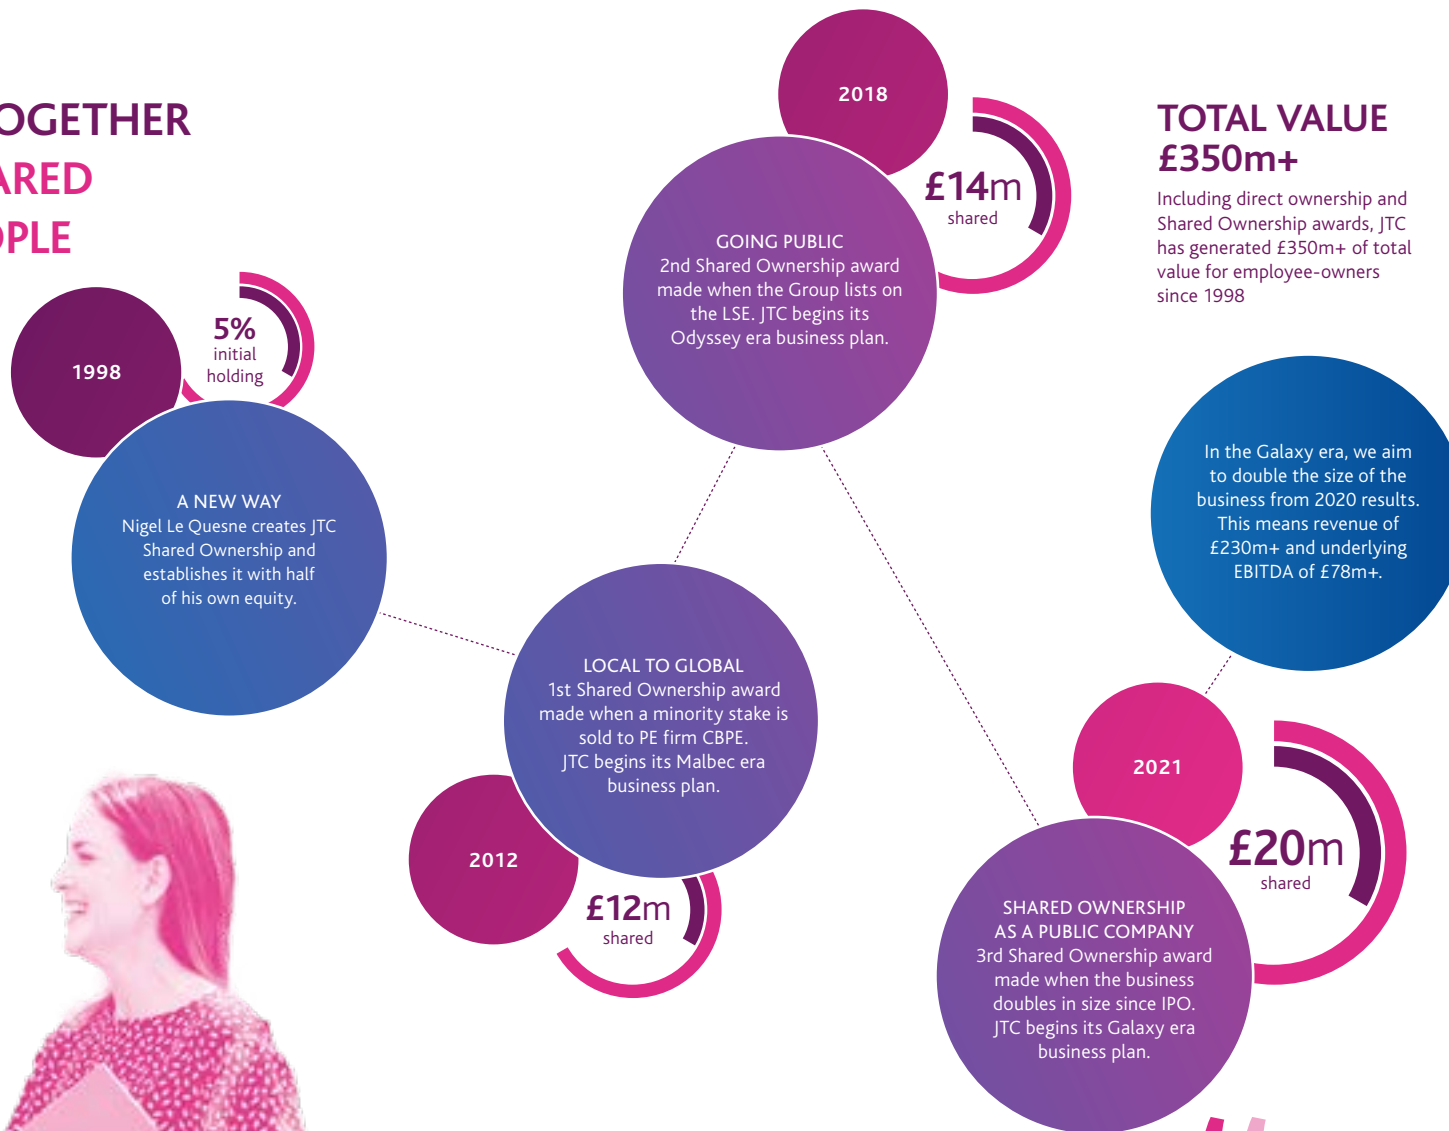 OGETHER
ARED
OPLE
1998
5%
initial
holding
A NEW WAY
Nigel Le Quesne creates JTC
Shared Ownership and
establishes it with half
of his own equity.
2012
LOCAL TO GLOBAL
1st Shared Ownership award
made when a minority stake is
sold to PE firm CBPE.
JTC begins its Malbec era
business plan.
£12m
shared
2018
£14m
shared
GOING PUBLIC
2nd Shared Ownership award
made when the Group lists on
the LSE. JTC begins its
Odyssey era business plan.
2021
£20m
shared
SHARED OWNERSHIP
AS A PUBLIC COMPANY
3rd Shared Ownership award
made when the business
doubles in size since IPO.
JTC begins its Galaxy era
business plan.
TOTAL VALUE
£350m+
Including direct ownership and
Shared Ownership awards, JTC
has generated £350m+ of total
value for employee-owners
since 1998
In the Galaxy era, we aim
to double the size of the
business from 2020 results.
This means revenue of
£230m+ and underlying
EBITDA of £78m+.